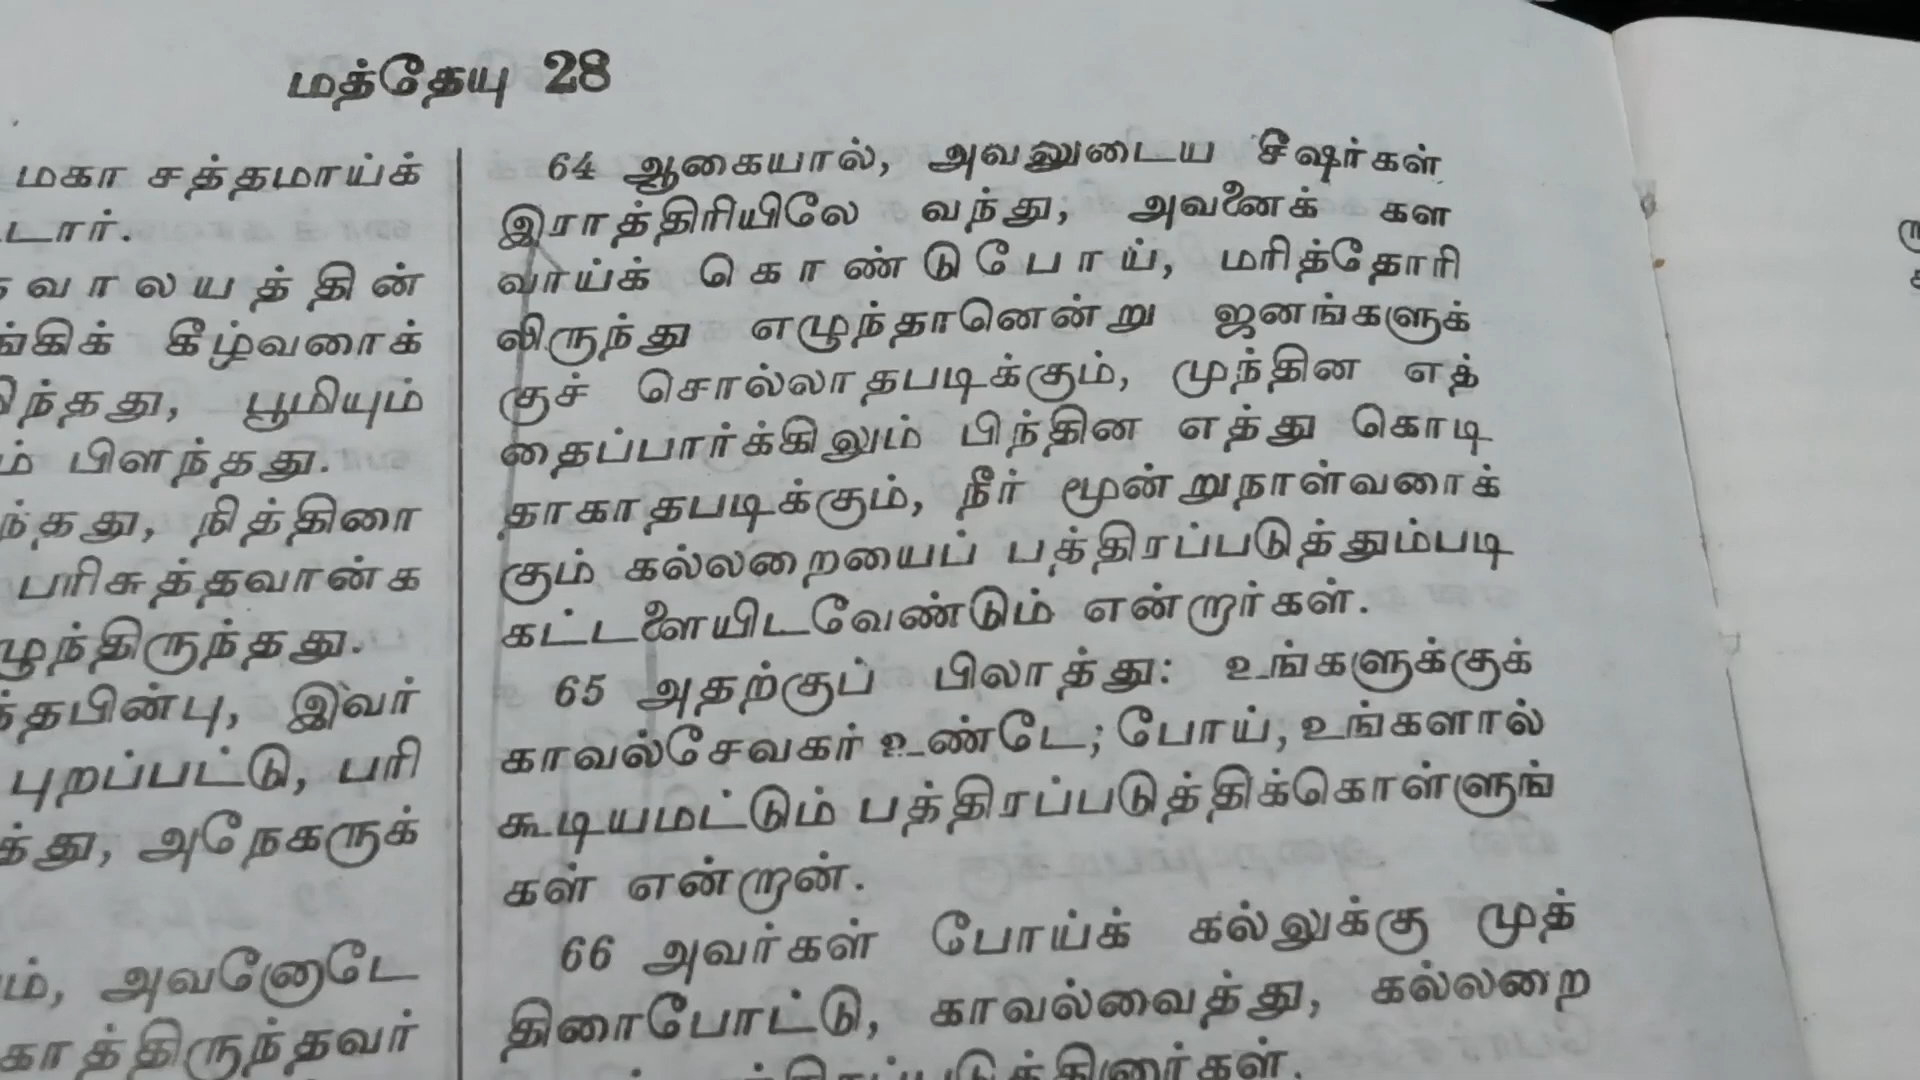 மத்தேயு 28
மகா சத்தமாய்க்
டார்.
வாலயத்தின்
ங்கிக் கீழ்வரைக்
ிந்தது, பூமியும்
ம் பிளந்தது.
ந்தது, நித்திரை
பரிசுத்தவான்க
ழுந்திருந்தது.
்தபின்பு, இவர்
புறப்பட்டு, பரி
த்து, அநேகருக்
ம், அவனோடே
காத்திருந்தவர்
64 ஆகையால், அவனுடைய சீஷர்கள்
இராத்திரியிலே வந்து, அவனைக் கள
வாய்க் கொண்டுபோய், மரித்தோரி
லிருந்து எழுந்தானென்று ஜனங்களுக்
குச் சொல்லாதபடிக்கும், முந்தின எத்
தைப்பார்க்கிலும் பிந்தின எத்து கொடி
தாகாதபடிக்கும், நீர் மூன்றுநாள்வரைக்
கும் கல்லறையைப் பத்திரப்படுத்தும்படி
கட்டளையிடவேண்டும் என்றார்கள்.
65 அதற்குப் பிலாத்து: உங்களுக்குக்
காவல்சேவகர் உண்டே; போய், உங்களால்
கூடியமட்டும் பத்திரப்படுத்திக்கொள்ளுங்
கள் என்றான்.
66 அவர்கள் போய்க் கல்லுக்கு முத்
திரைபோட்டு, காவல்வைத்து, கல்லறை